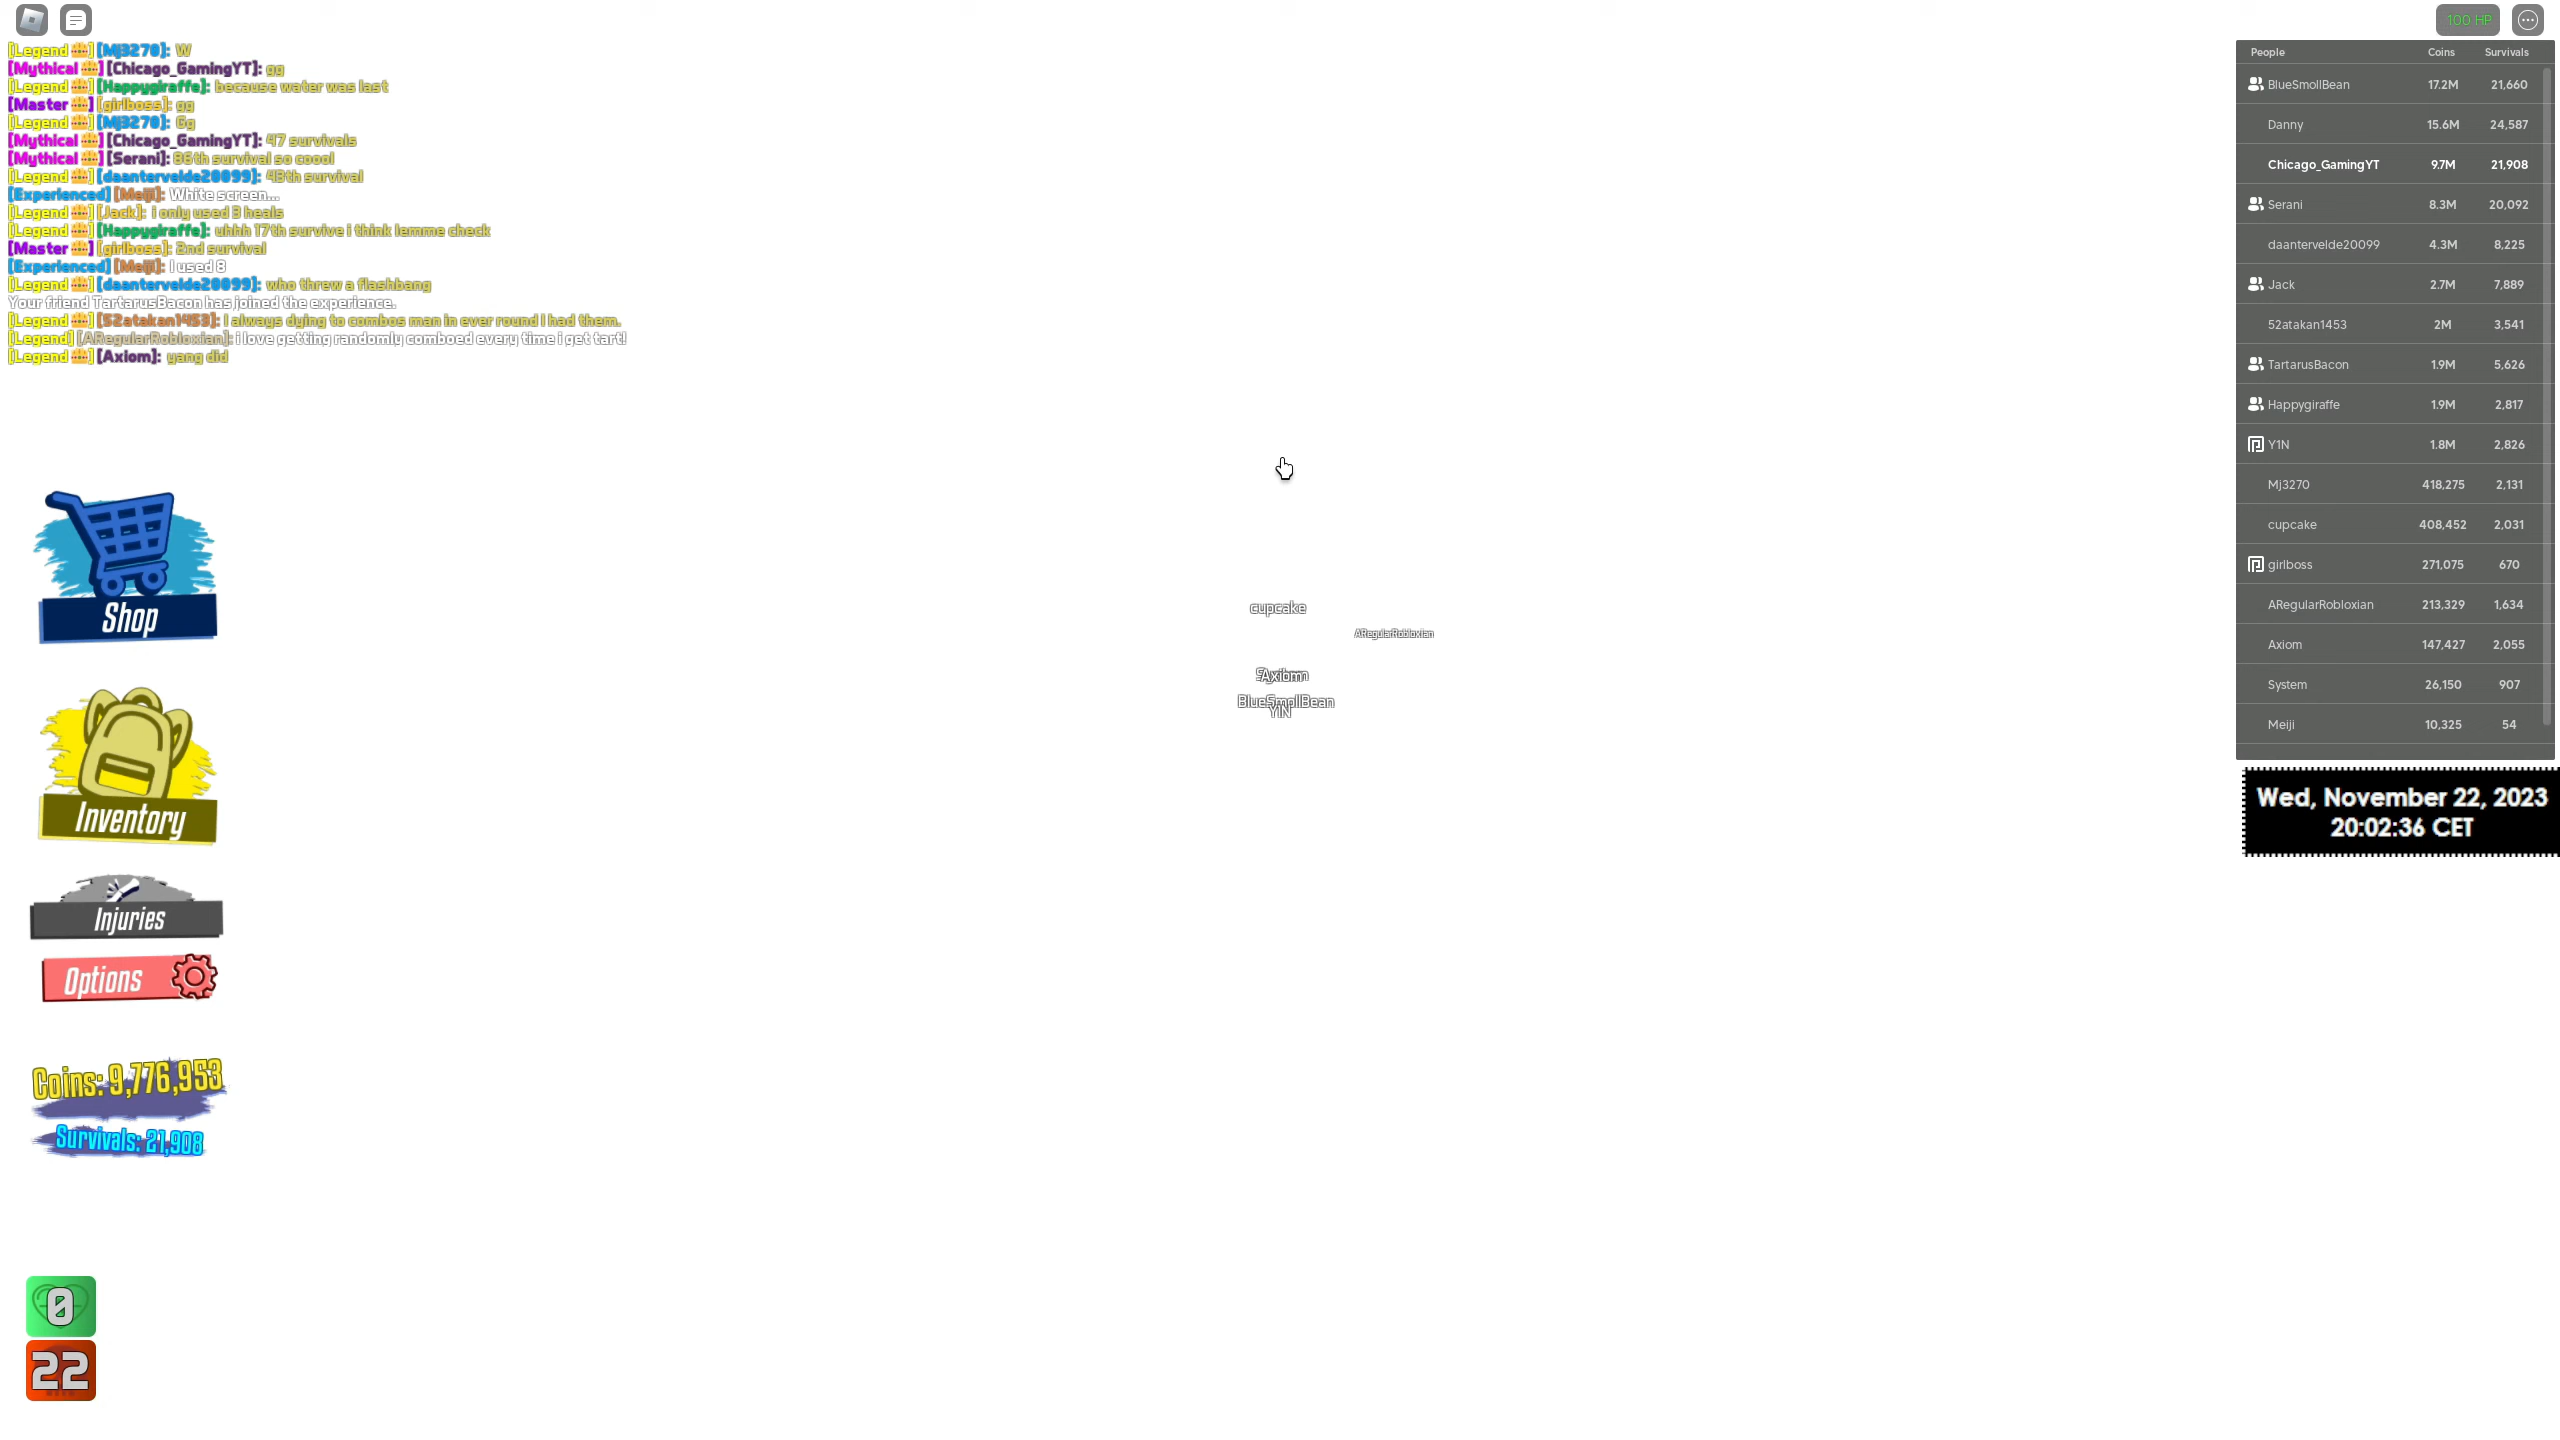 [Legend] [Mj3270]: W
[Mythical] [Chicago_GamingYT]: gg
[Legend] [Happygiraffe]: because water was last
[Master] [girlboss]: gg
[Legend] [Mj3270]: Gg
[Mythical] [Chicago_GamingYT]: 47 survivals
[Mythical] [Serani]: 86th survival so coool
[Legend] [daantervelde20099]: 43th survival
[Experienced] [Meiji]: White screen...
[Legend] [Jack]: i only used 3 heals
[Legend] [Happygiraffe]: uhhh 17th survive i think lemme check
[Master] [girlboss]: 2nd survival
[Experienced] [Meiji]: I used 8
[Legend] [daantervelde20099]: who threw a flashbang
Your friend TartarusBacon has joined the experience.
[Legend] [52atakan1453]: I always dying to combos man in ever round I had them.
[Legend] [ARegularRobloxian]: i love getting randomly comboed every time i get tart!
[Legend] [Axiom]: yang did
Shop
Inventory
Injuries
Options
Coins: 9,776,953
Survivals: 21,908
0
22
cupcake
ARegularRobloxian
Axiom
BlueSmollBean
Y1N
100 HP
People Coins Survivals
BlueSmollBean 17.2M 21,660
Danny 15.6M 24,587
Chicago_GamingYT 9.7M 21,908
Serani 8.3M 20,092
daantervelde20099 4.3M 8,225
Jack 2.7M 7,889
52atakan1453 2M 3,541
TartarusBacon 1.9M 5,626
Happygiraffe 1.9M 2,817
Y1N 1.8M 2,826
Mj3270 418,275 2,131
cupcake 408,452 2,031
girlboss 271,075 670
ARegularRobloxian 213,329 1,634
Axiom 147,427 2,055
System 26,150 907
Meiji 10,325 54
Wed, November 22, 2023
20:02:36 CET